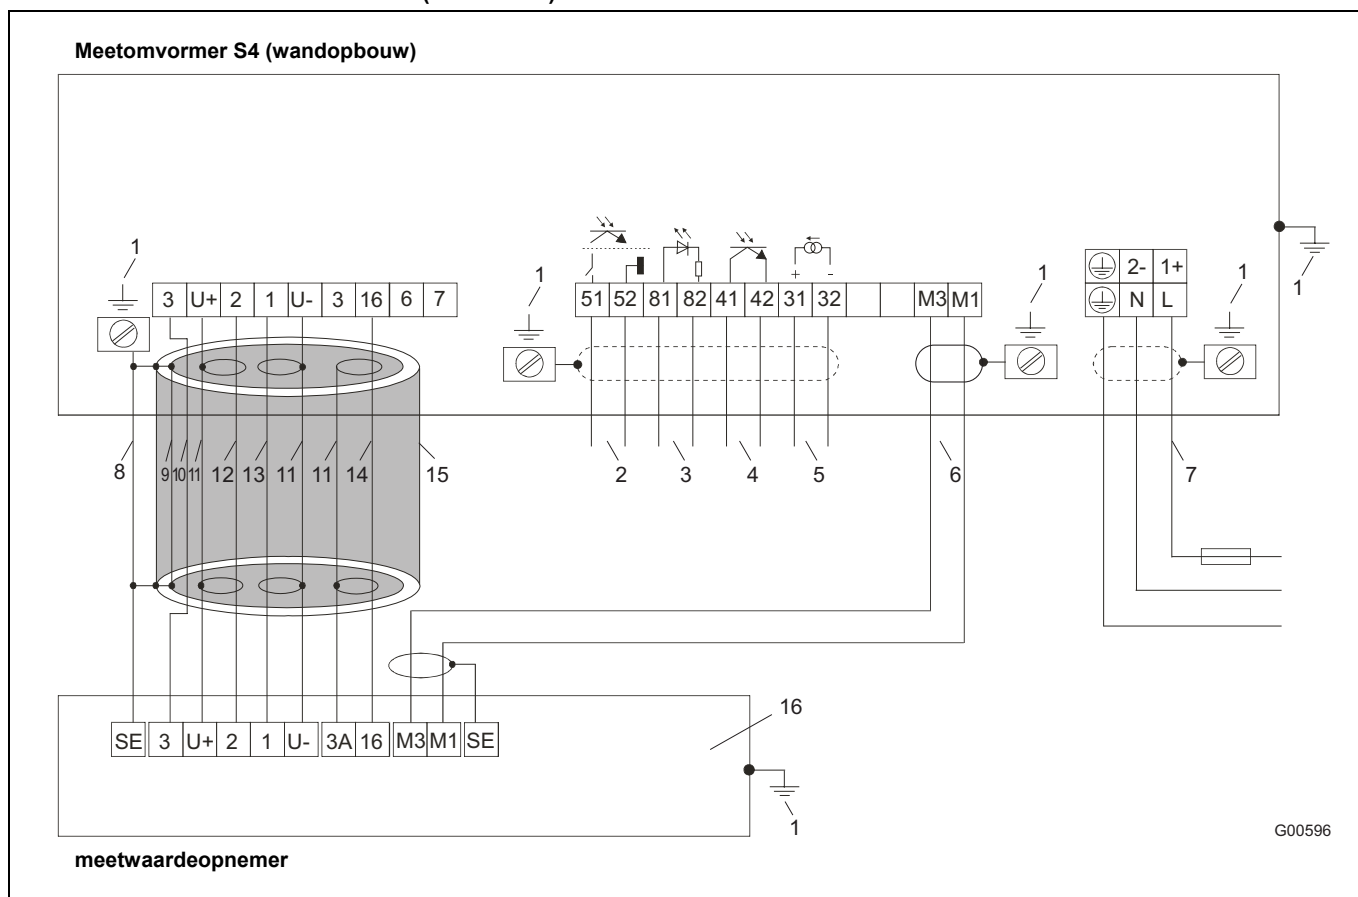 Meetomvormer S4 (wandopbouw)
1
1
1
1
1
2- 1+
N L
3 U+ 2 1 U- 3 16 6 7
51 52 81 82 41 42 31 32 M3 M1
+ -
8 9 10 11 12 13 11 11 14 15
2 3 4 5 6 7
16
SE 3 U+ 2 1 U- 3A 16 M3 M1 SE
1
G00596
meetwaardeopnemer